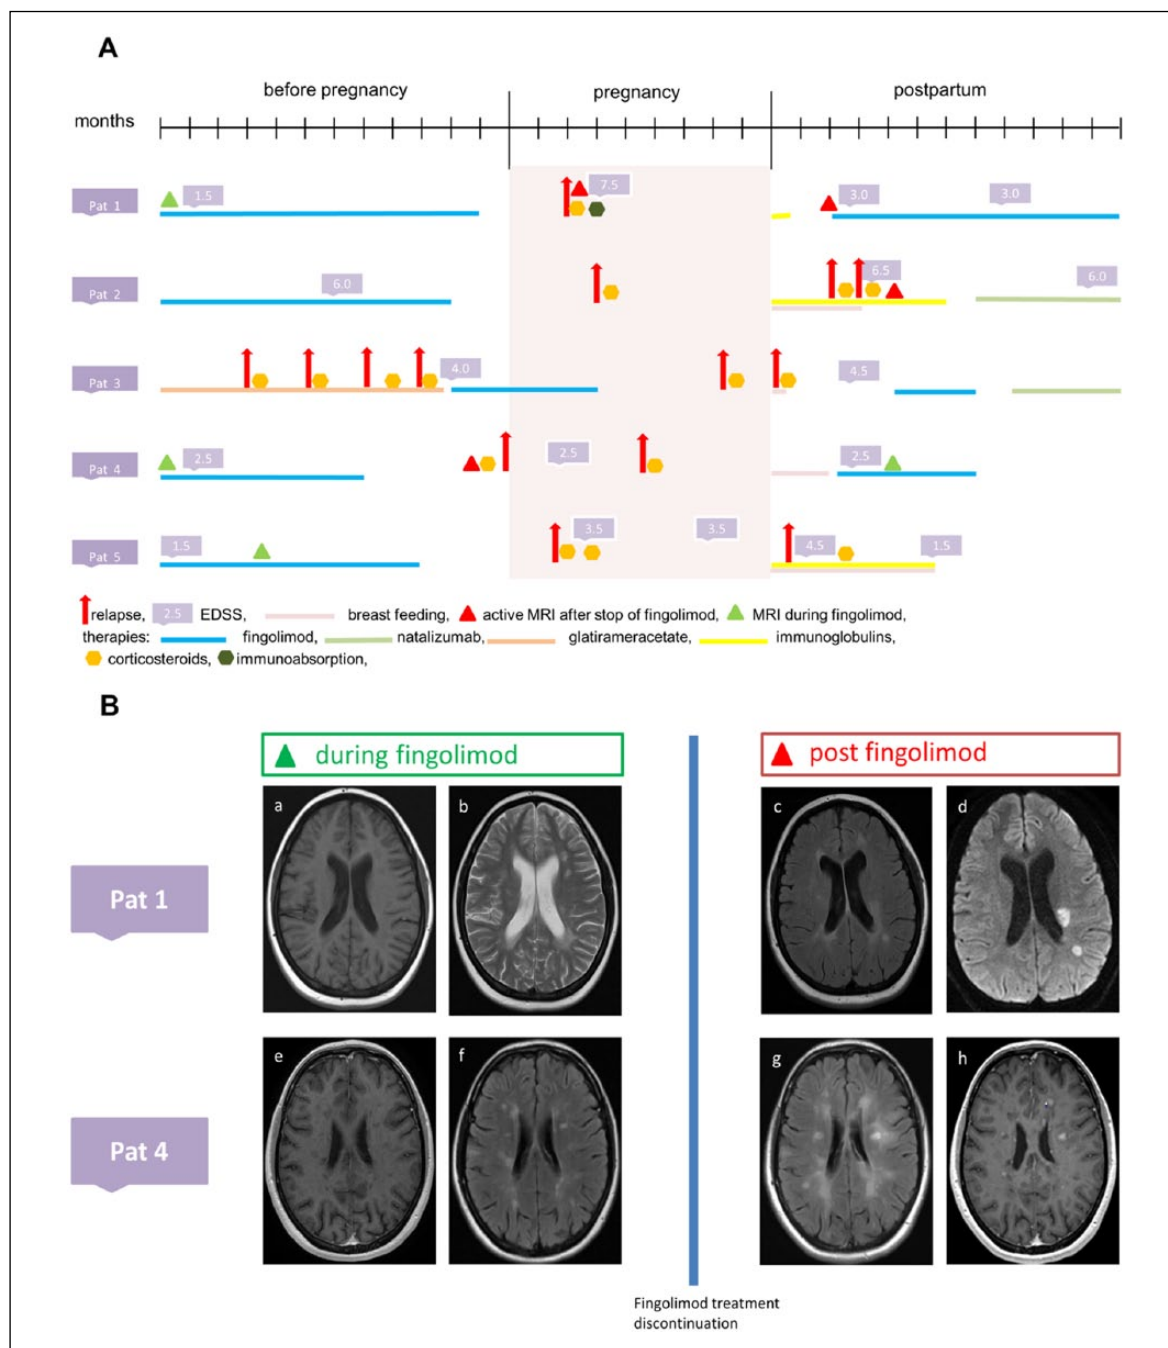 A
before pregnancy pregnancy postpartum
months
Pat 1 1.5 7.5 3.0 3.0
Pat 2 6.0 6.5 6.0
Pat 3 4.0 4.5
Pat 4 2.5 2.5 2.5
Pat 5 1.5 3.5 3.5 4.5 1.5
relapse, 2.5 EDSS, breast feeding, active MRI after stop of fingolimod, MRI during fingolimod,
therapies: fingolimod, natalizumab, glatirameracetate, immunoglobulins,
corticosteroids, immunoabsorption,
B
during fingolimod post fingolimod
Pat 1 a b c d
Pat 4 e f g h
Fingolimod treatment
discontinuation